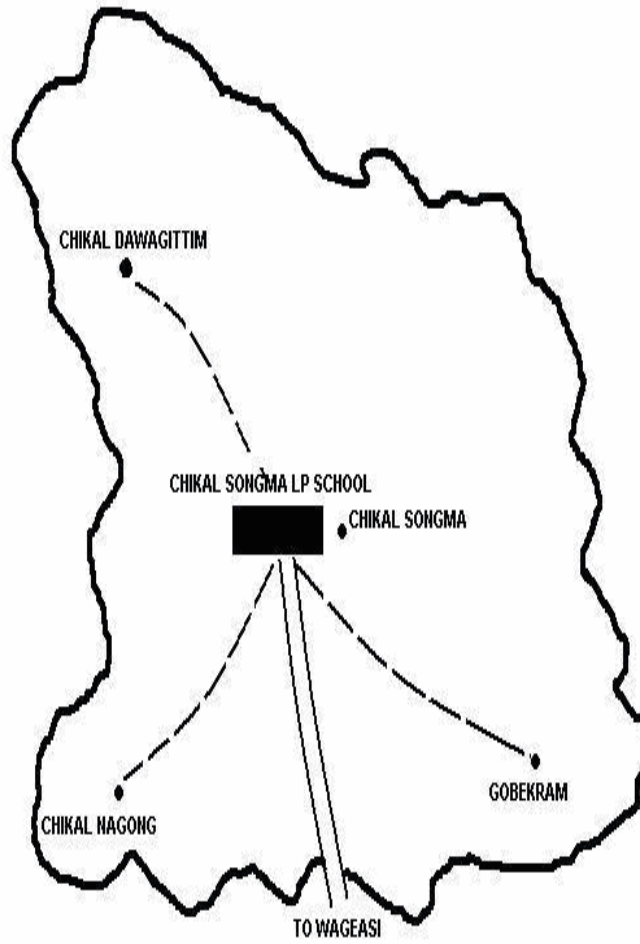 CHIKAL DAWAGITTIM
CHIKAL SONGMA LP SCHOOL
CHIKAL SONGMA
GOBEKRAM
CHIKAL NAGONG
TO WAGEASI